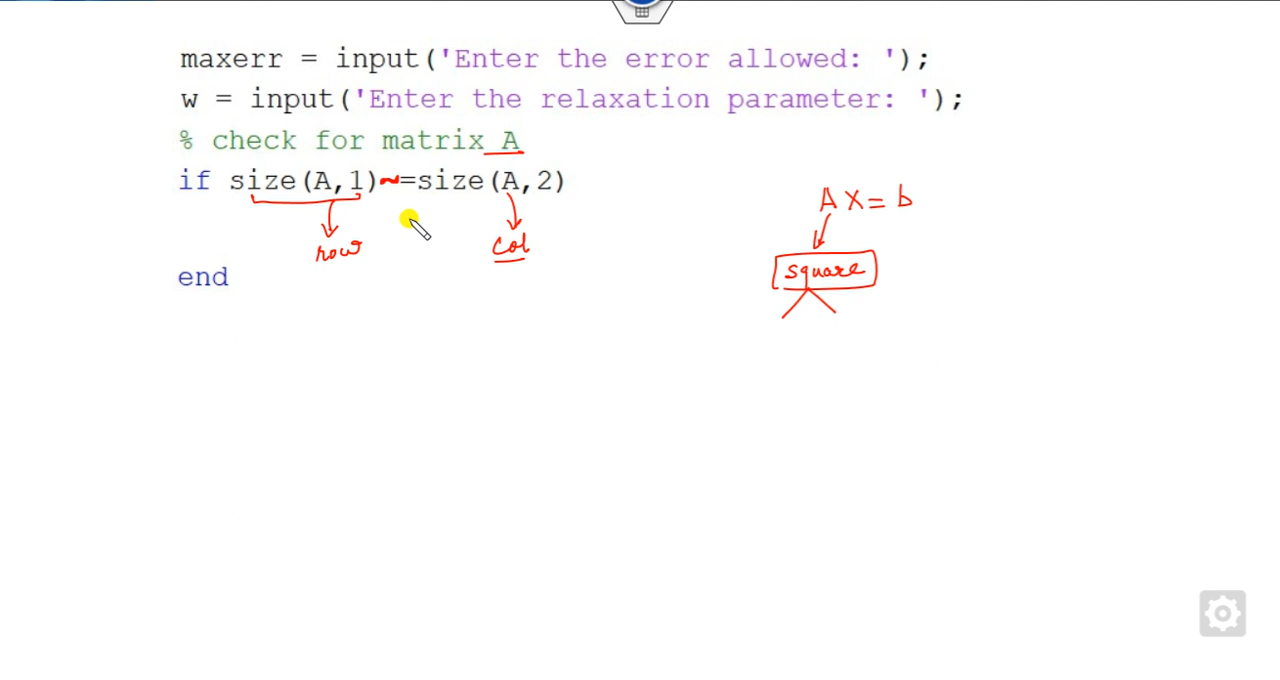 maxerr = input('Enter the error allowed: ');
w = input('Enter the relaxation parameter: ');
% check for matrix A
if size(A,1)~=size(A,2)
AX=b
row
col
square
end